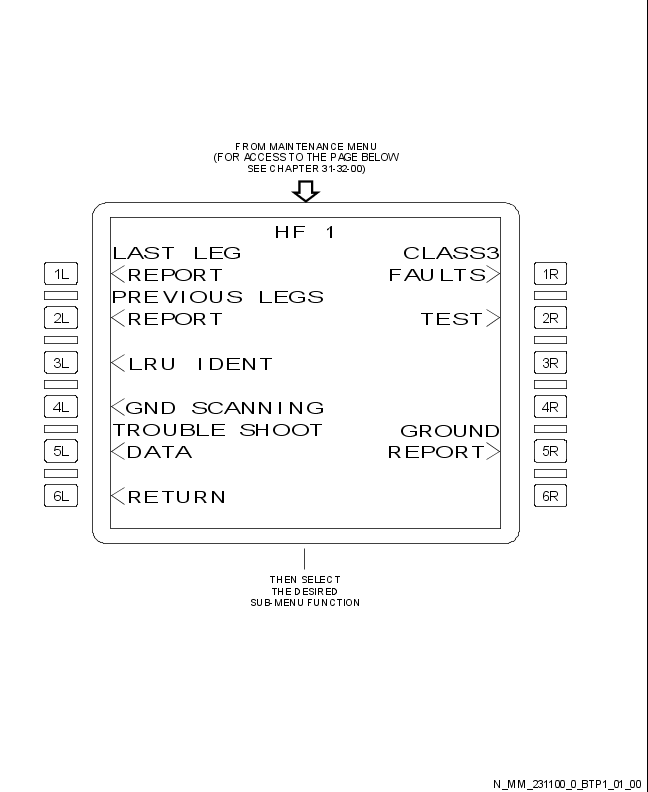 FROM MAINTENANCE MENU
(FOR ACCESS TO THE PAGE BELOW
SEE CHAPTER 31-32-00)
HF 1
LAST LEG CLASS3
1L <REPORT FAULTS> 1R
PREVIOUS LEGS
2L <REPORT TEST> 2R
3L <LRU IDENT 3R
4L <GND SCANNING 4R
TROUBLE SHOOT GROUND
5L <DATA REPORT> 5R
6L <RETURN 6R
THEN SELECT
THE DESIRED
SUB-MENU FUNCTION
N_MM_231100_0_BTP1_01_00